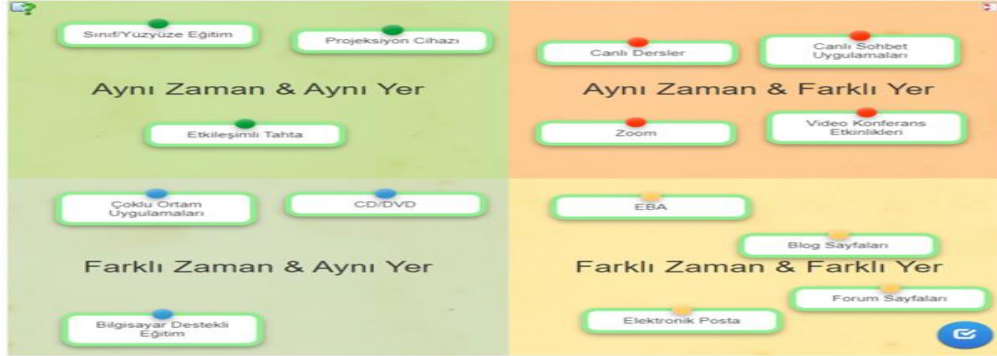 Sınıf/Yüzyüze Eğitim
Projeksiyon Cihazı
Aynı Zaman & Aynı Yer
Etkileşimli Tahta
Canlı Dersler
Canlı Sohbet
Uygulamaları
Aynı Zaman & Farklı Yer
Zoom
Video Konferans
Etkinlikleri
Çoklu Ortam
Uygulamaları
CD/DVD
Farklı Zaman & Aynı Yer
Bilgisayar Destekli
Eğitim
EBA
Blog Sayfaları
Farklı Zaman & Farklı Yer
Forum Sayfaları
Elektronik Posta